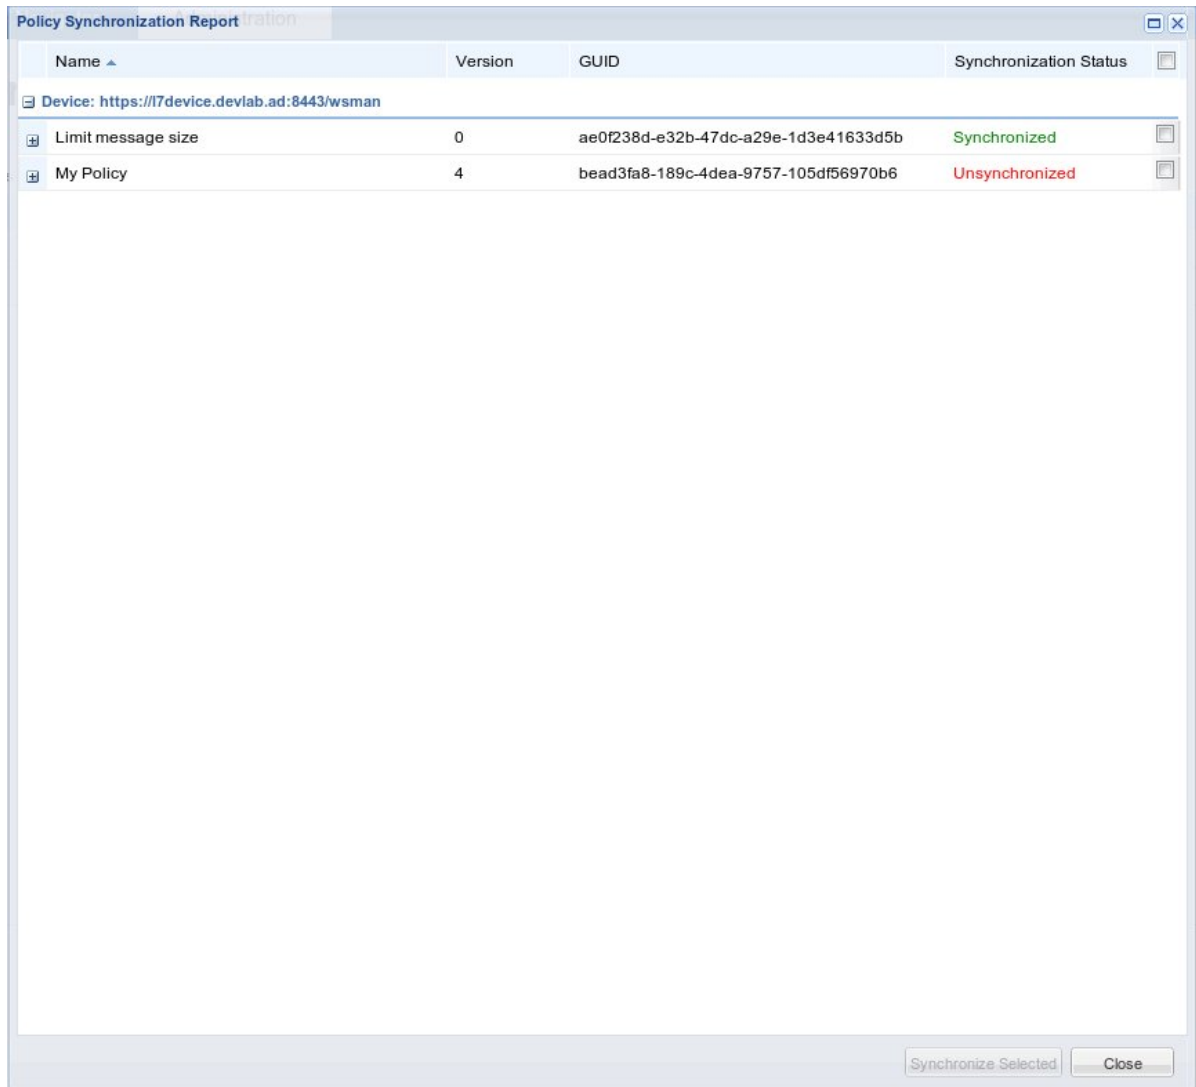 Policy Synchronization Report
Name Version GUID Synchronization Status
Device: https://l7device.devlab.ad:8443/wsman
Limit message size 0 ae0f238d-e32b-47dc-a29e-1d3e41633d5b Synchronized
My Policy 4 bead3fa8-189c-4dea-9757-105df56970b6 Unsynchronized
Synchronize Selected Close